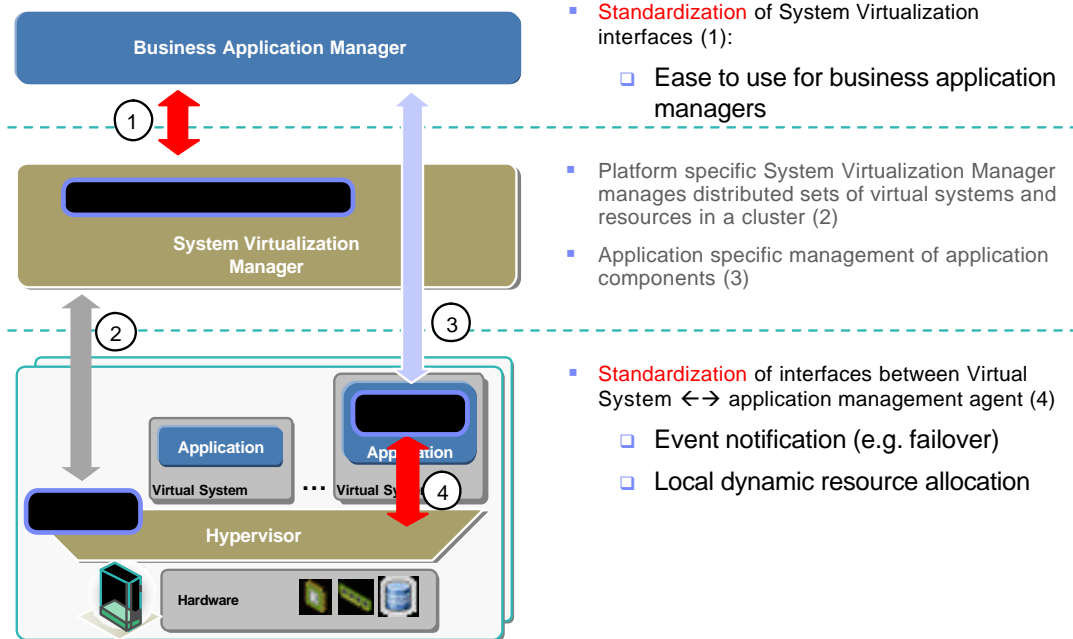 Business Application Manager
1
System Virtualization
Manager
2
3
Application
Virtual System
...
Application
Virtual Sy
4
Hypervisor
Hardware
▪ Standardization of System Virtualization
interfaces (1):
❑ Ease to use for business application
managers
▪ Platform specific System Virtualization Manager
manages distributed sets of virtual systems and
resources in a cluster (2)
▪ Application specific management of application
components (3)
▪ Standardization of interfaces between Virtual
System ←→ application management agent (4)
❑ Event notification (e.g. failover)
❑ Local dynamic resource allocation